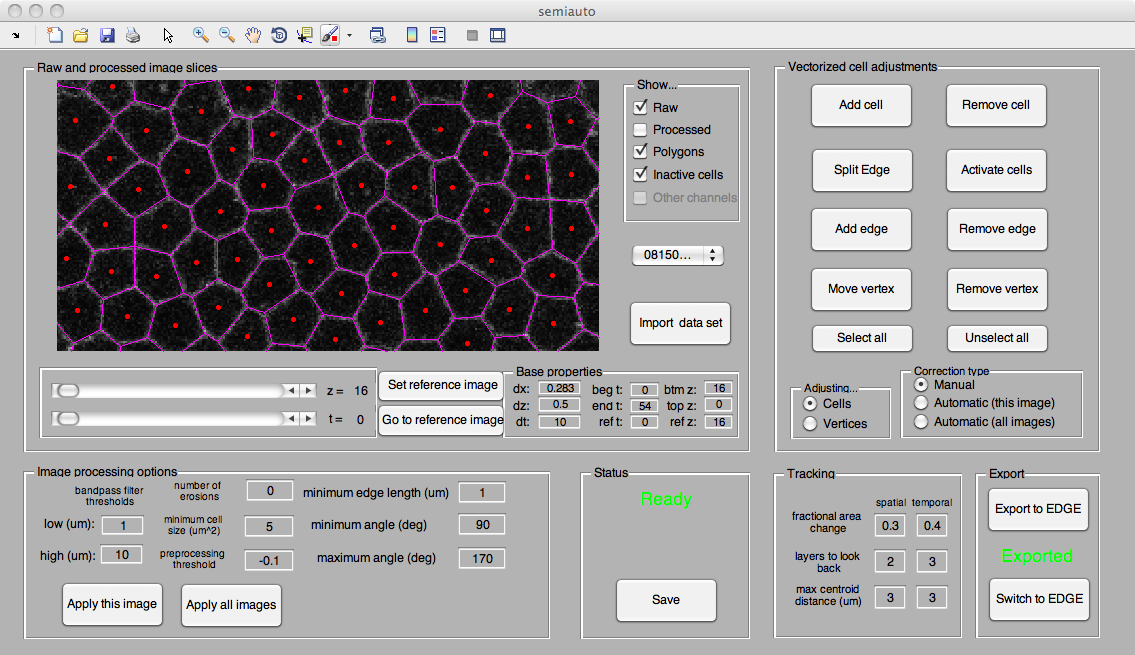 semiauto
Raw and processed image slices
Show...
Raw
Processed
Polygons
Inactive cells
Other channels
08150...
Import data set
z = 16
t = 0
Set reference image
Go to reference image
Base properties
dx: 0.283 beg t: 0 btm z: 16
dz: 0.5 end t: 54 top z: 0
dt: 10 ref t: 0 ref z: 16
Vectorized cell adjustments
Add cell Remove cell
Split Edge Activate cells
Add edge Remove edge
Move vertex Remove vertex
Select all Unselect all
Adjusting...
Cells
Vertices
Correction type
Manual
Automatic (this image)
Automatic (all images)
Image processing options
bandpass filter
thresholds
low (um): 1
high (um): 10
number of
erosions
0
minimum cell
size (um^2)
5
preprocessing
threshold
-0.1
minimum edge length (um) 1
minimum angle (deg) 90
maximum angle (deg) 170
Apply this image Apply all images
Status
Ready
Save
Tracking
spatial temporal
fractional area
change
0.3 0.4
layers to look
back
2 3
max centroid
distance (um)
3 3
Export
Export to EDGE
Exported
Switch to EDGE